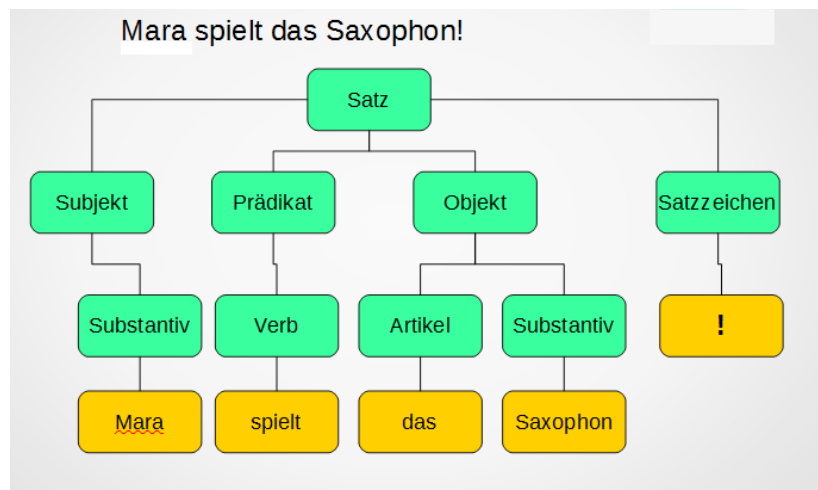 Mara spielt das Saxophon!
Satz
Subjekt
Prädikat
Objekt
Satzzeichen
Substantiv
Verb
Artikel
Substantiv
!
Mara
spielt
das
Saxophon